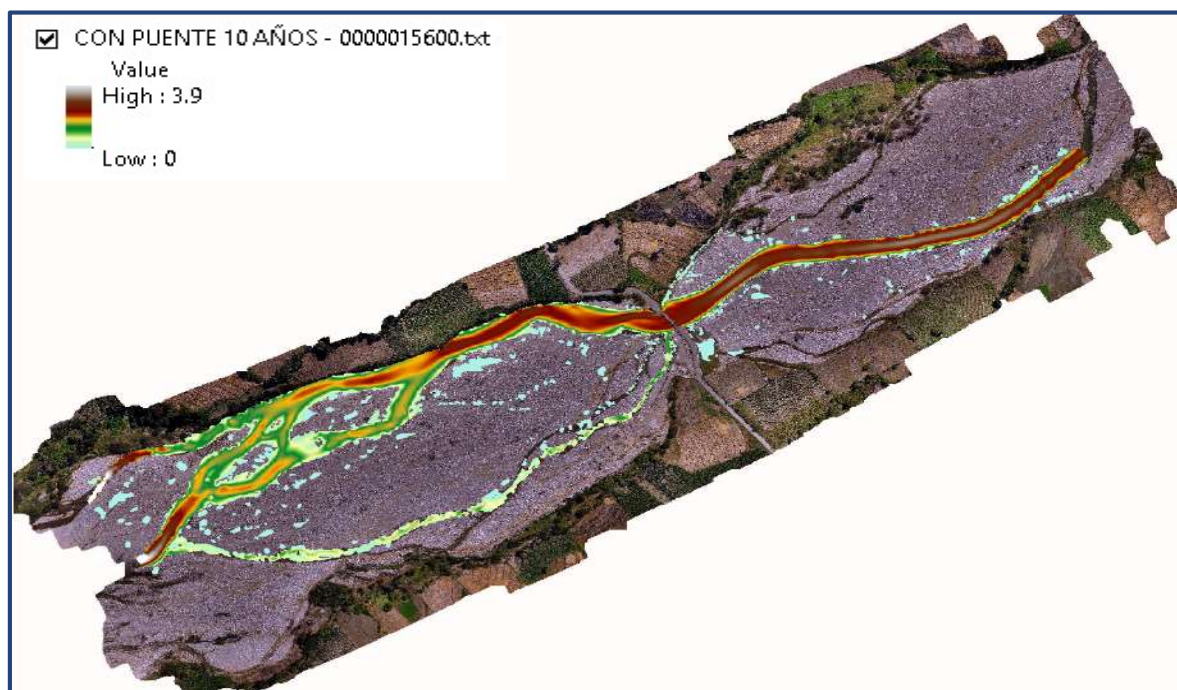 CON PUENTE 10 AÑOS - 0000015600.txt
Value
High : 3.9
Low : 0